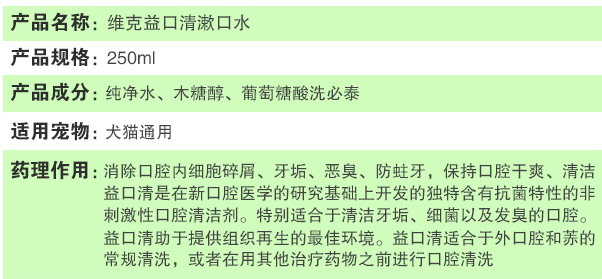 产品名称：维克益口清漱口水
产品规格：250ml
产品成分：纯净水、木糖醇、葡萄糖酸洗必泰
适用宠物：犬猫通用
药理作用：消除口腔内细胞碎屑、牙垢、恶臭、防蛀牙，保持口腔干爽、清洁
益口清是在新口腔医学的研究基础上开发的独特含有抗菌特性的非
刺激性口腔清洁剂。特别适合于清洁牙垢、细菌以及发臭的口腔。
益口清助于提供组织再生的最佳环境。益口清适合于外口腔和荞的
常规清洗，或者在用其他治疗药物之前进行口腔清洗